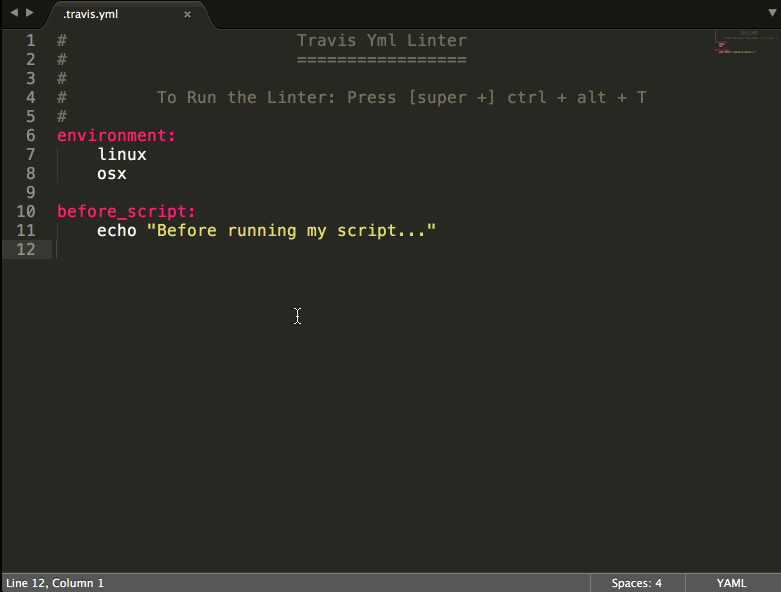 .travis.yml ×
1 # Travis Yml Linter
2 # =================
3 #
4 # To Run the Linter: Press [super +] ctrl + alt + T
5 #
6 environment:
7 linux
8 osx
9
10 before_script:
11 echo "Before running my script..."
12
Line 12, Column 1 Spaces: 4 YAML